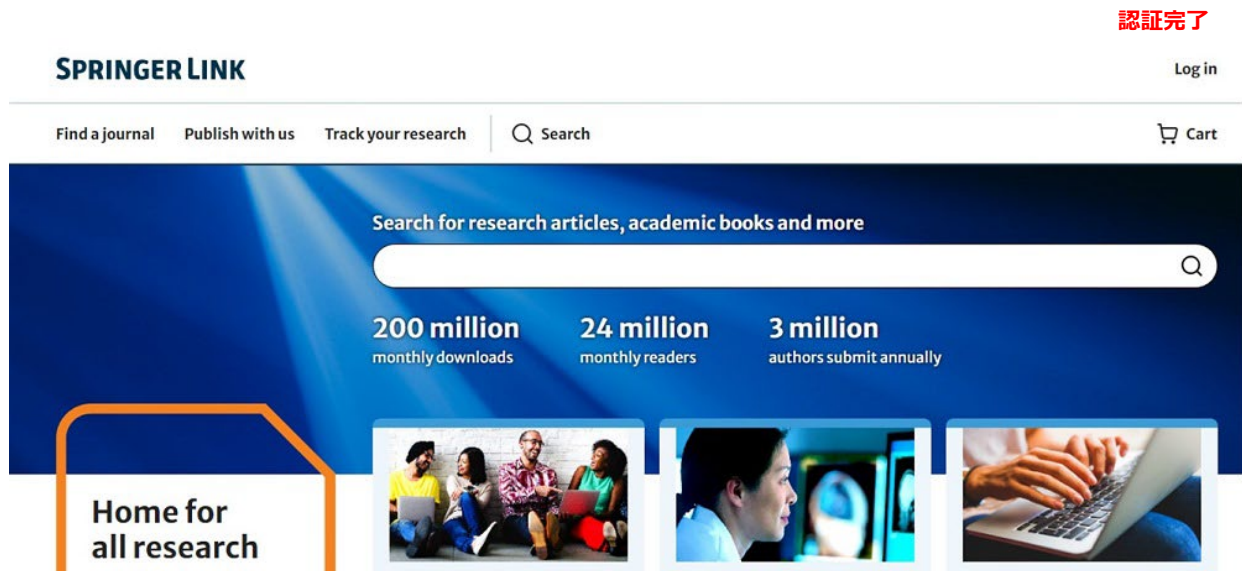 認証完了
SPRINGER LINK
Log in
Find a journal Publish with us Track your research Search Cart
Search for research articles, academic books and more
200 million 24 million 3 million
monthly downloads monthly readers authors submit annually
Home for
all research